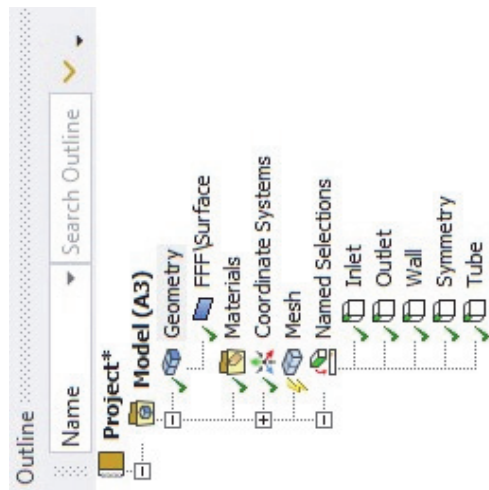 Outline
Name Search Outline
Project*
Model (A3)
Geometry
FFF\Surface
Materials
Coordinate Systems
Mesh
Named Selections
Inlet
Outlet
Wall
Symmetry
Tube